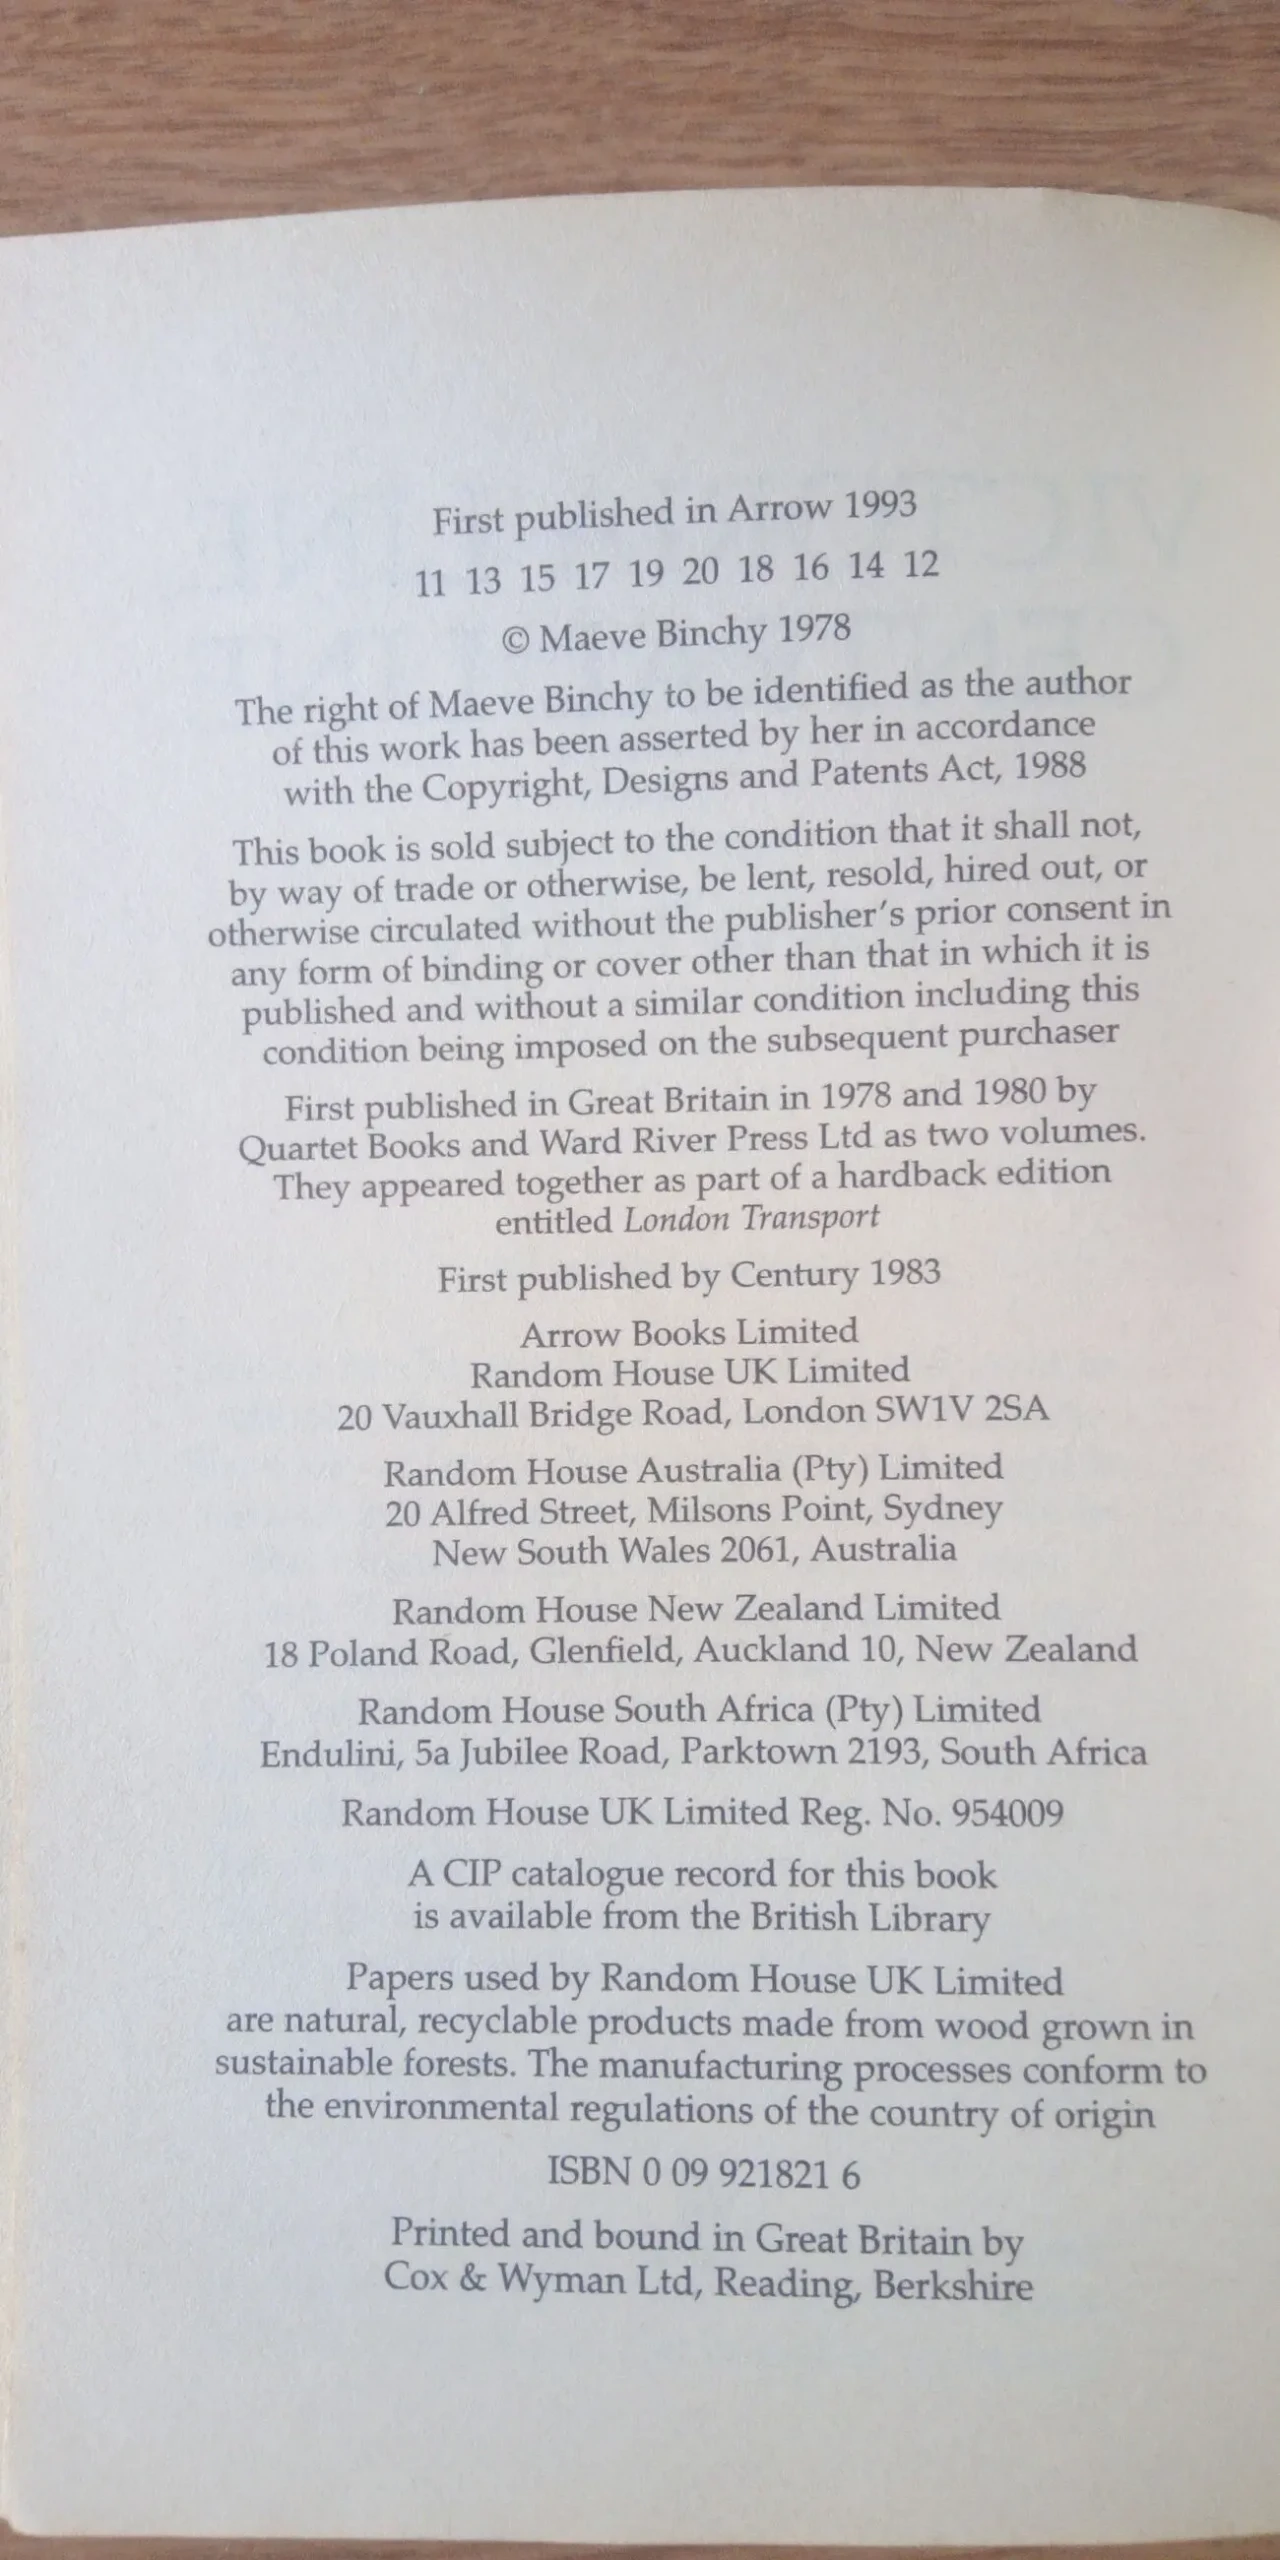 First published in Arrow 1993
11 13 15 17 19 20 18 16 14 12
© Maeve Binchy 1978
The right of Maeve Binchy to be identified as the author
of this work has been asserted by her in accordance
with the Copyright, Designs and Patents Act, 1988
This book is sold subject to the condition that it shall not,
by way of trade or otherwise, be lent, resold, hired out, or
otherwise circulated without the publisher's prior consent in
any form of binding or cover other than that in which it is
published and without a similar condition including this
condition being imposed on the subsequent purchaser
First published in Great Britain in 1978 and 1980 by
Quartet Books and Ward River Press Ltd as two volumes.
They appeared together as part of a hardback edition
entitled London Transport
First published by Century 1983
Arrow Books Limited
Random House UK Limited
20 Vauxhall Bridge Road, London SW1V 2SA
Random House Australia (Pty) Limited
20 Alfred Street, Milsons Point, Sydney
New South Wales 2061, Australia
Random House New Zealand Limited
18 Poland Road, Glenfield, Auckland 10, New Zealand
Random House South Africa (Pty) Limited
Endulini, 5a Jubilee Road, Parktown 2193, South Africa
Random House UK Limited Reg. No. 954009
A CIP catalogue record for this book
is available from the British Library
Papers used by Random House UK Limited
are natural, recyclable products made from wood grown in
sustainable forests. The manufacturing processes conform to
the environmental regulations of the country of origin
ISBN 0 09 921821 6
Printed and bound in Great Britain by
Cox & Wyman Ltd, Reading, Berkshire